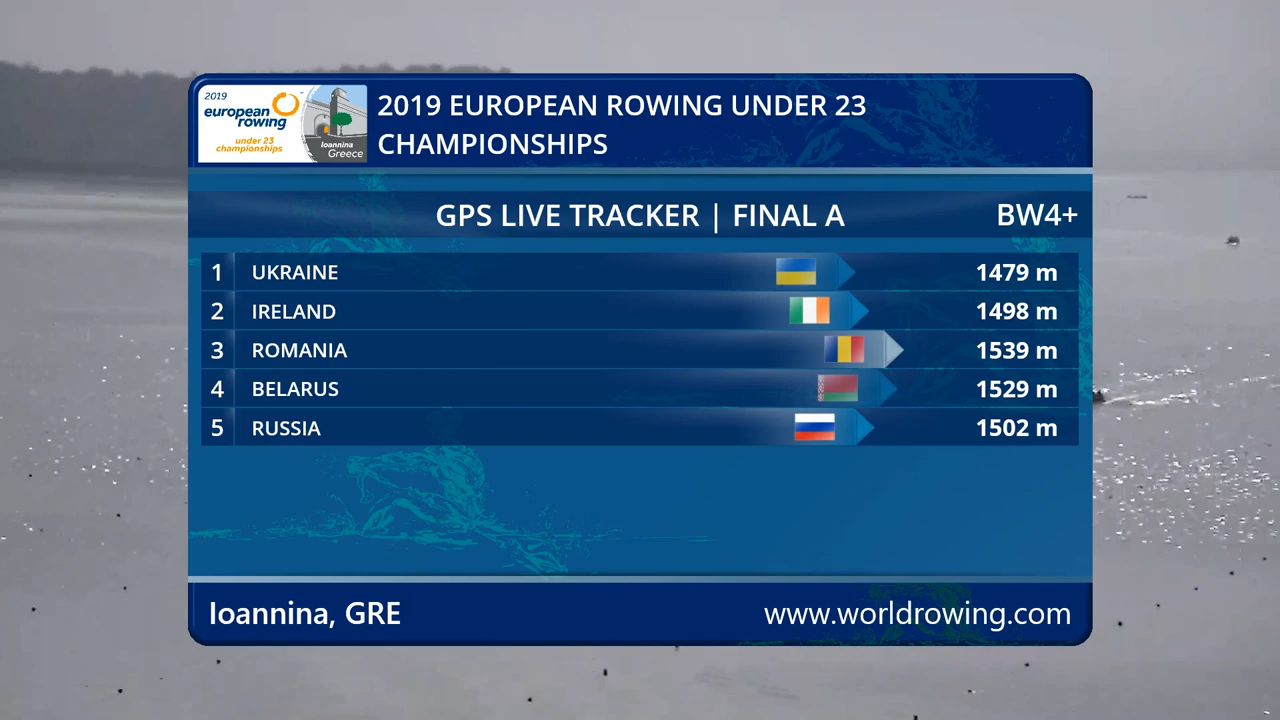 2019
european
rowing
under 23
championships
Ioannina
Greece
2019 EUROPEAN ROWING UNDER 23
CHAMPIONSHIPS
GPS LIVE TRACKER | FINAL A BW4+
1 UKRAINE 1479 m
2 IRELAND 1498 m
3 ROMANIA 1539 m
4 BELARUS 1529 m
5 RUSSIA 1502 m
Ioannina, GRE www.worldrowing.com